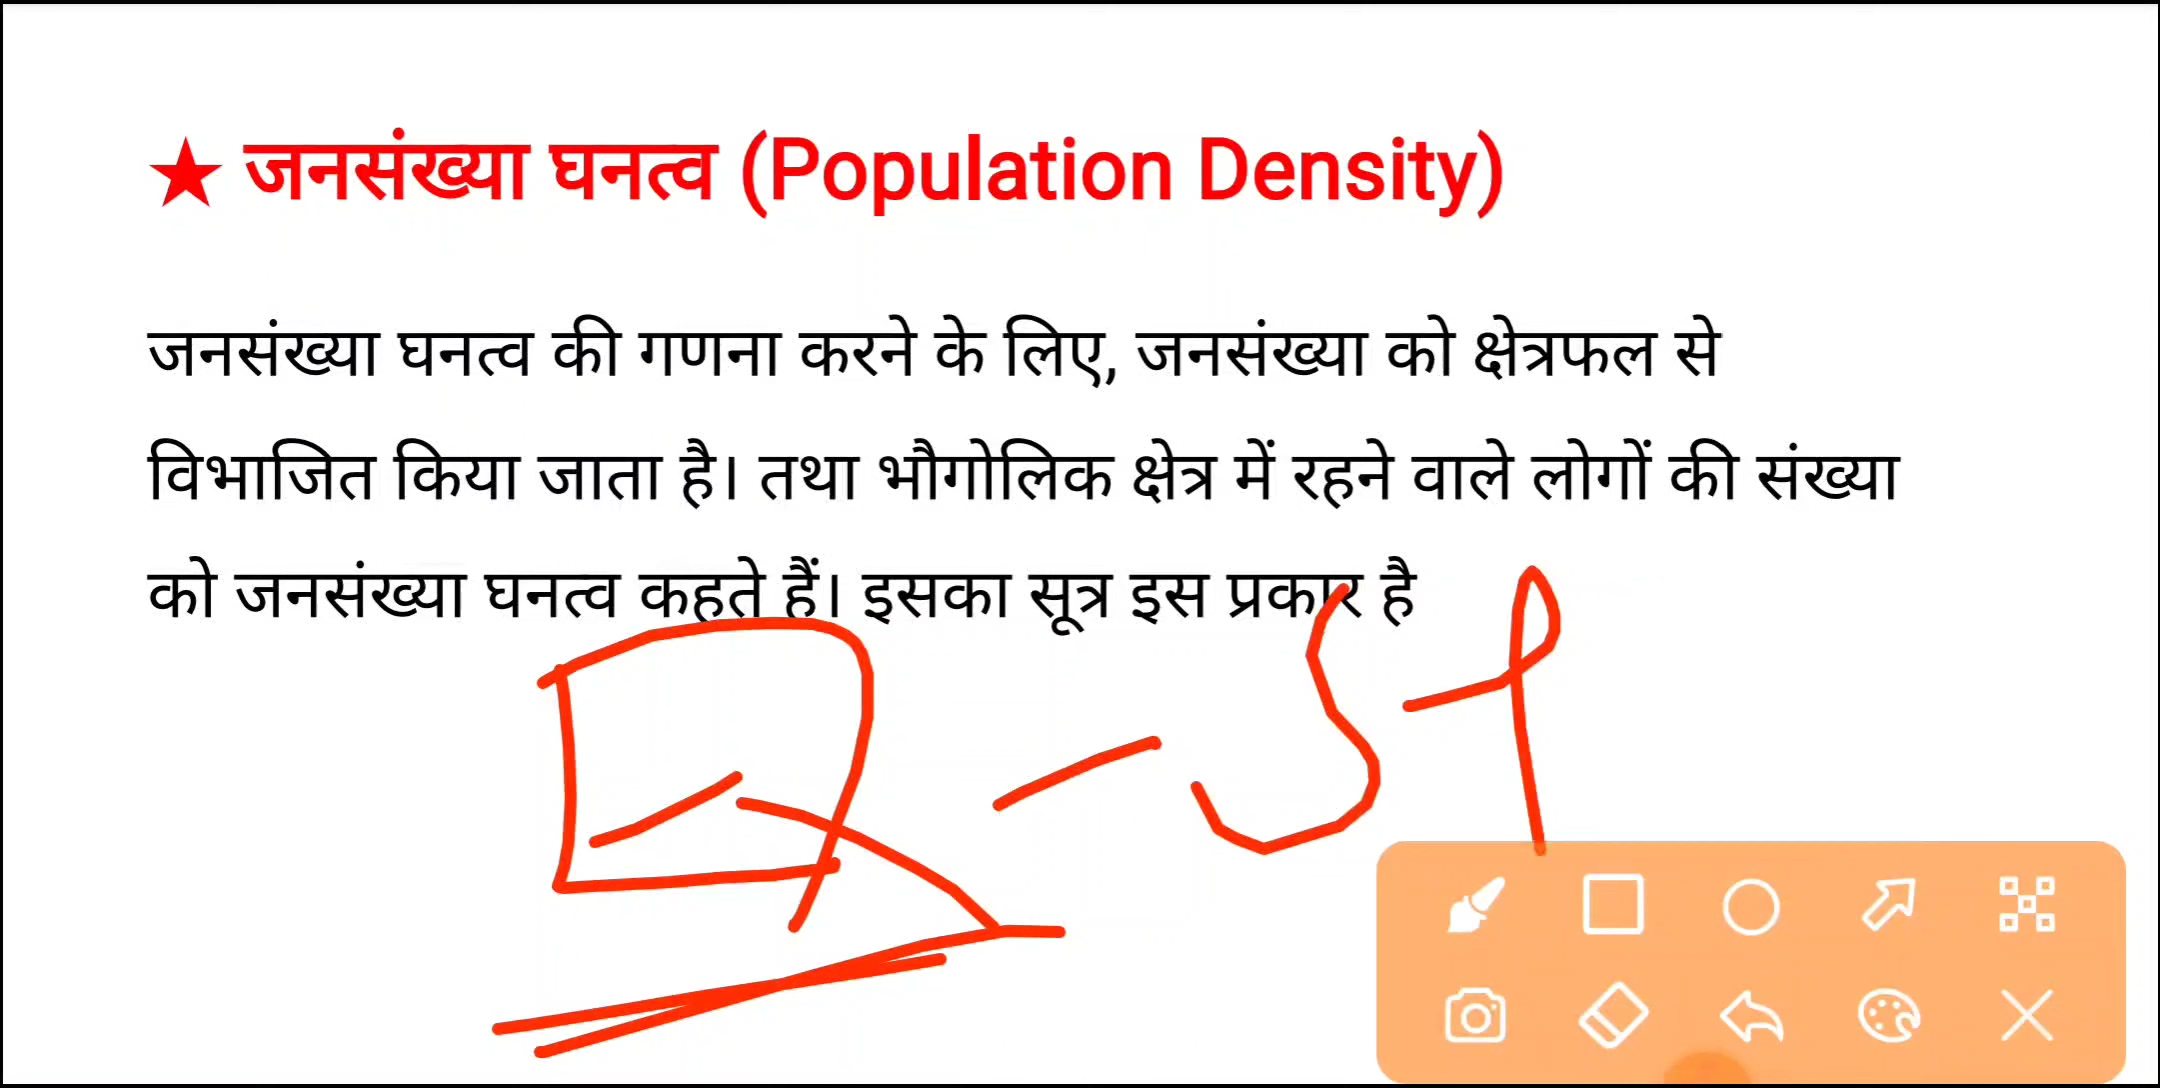 ★ जनसंख्या घनत्व (Population Density)
जनसंख्या घनत्व की गणना करने के लिए, जनसंख्या को क्षेत्रफल से
विभाजित किया जाता है। तथा भौगोलिक क्षेत्र में रहने वाले लोगों की संख्या
को जनसंख्या घनत्व कहते हैं। इसका सूत्र इस प्रकार है